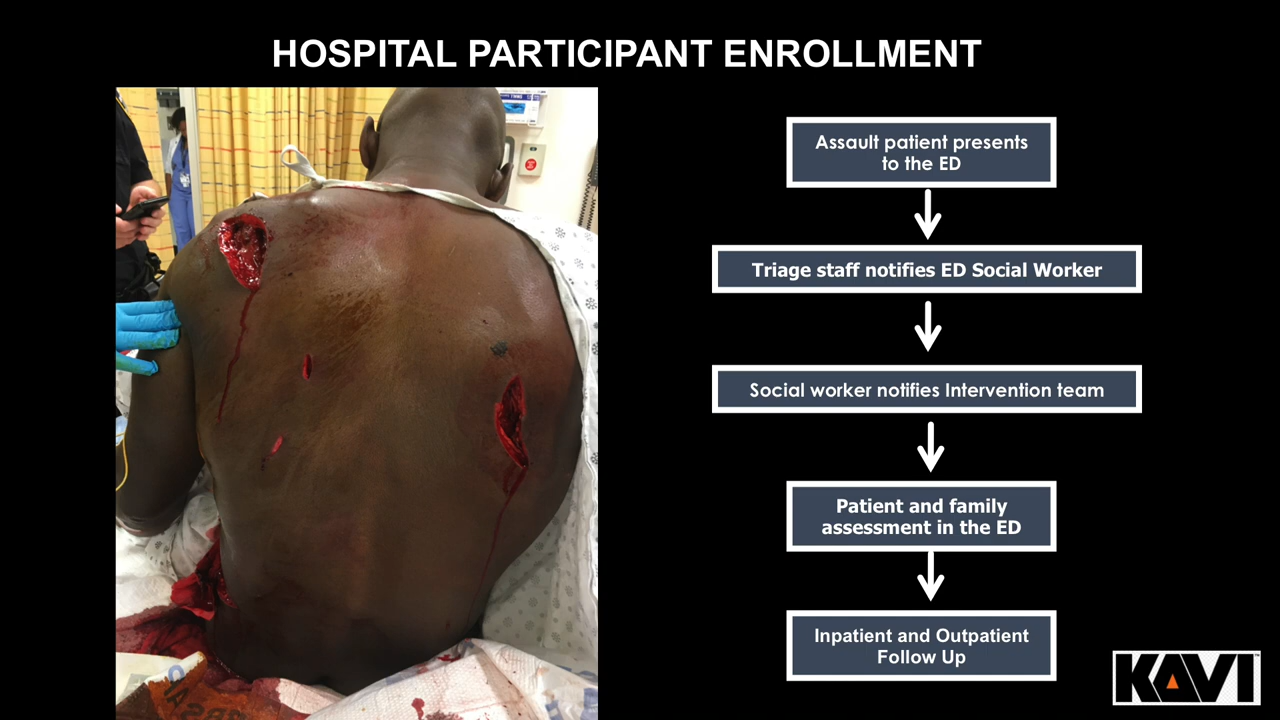 HOSPITAL PARTICIPANT ENROLLMENT
Assault patient presents
to the ED
Triage staff notifies ED Social Worker
Social worker notifies Intervention team
Patient and family
assessment in the ED
Inpatient and Outpatient
Follow Up
KAVI